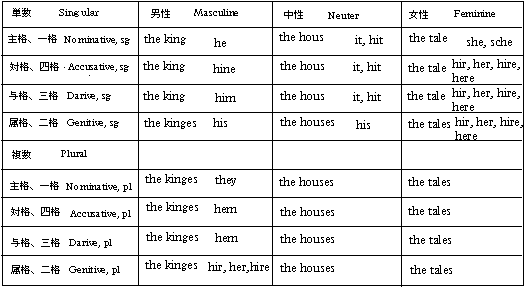 単数 Singular 男性 Masculine 中性 Neuter 女性 Feminine
主格、一格 Nominative, sg the king he the hous it, hit the tale she, sche
対格、四格 Accusative, sg the king hine the hous it, hit the tale hir, her, hire, here
与格、三格 Darive, sg the king him the hous it, hit the tale hir, her, hire, here
属格、二格 Genitive, sg the kinges his the houses his the tales hir, her, hire, here
複数 Plural
主格、一格 Nominative, pl the kinges they the houses the tales
対格、四格 Accusative, pl the kinges hem the houses the tales
与格、三格 Darive, pl the kinges hem the houses the tales
属格、二格 Genitive, pl the kinges hir, her,hire the houses the tales